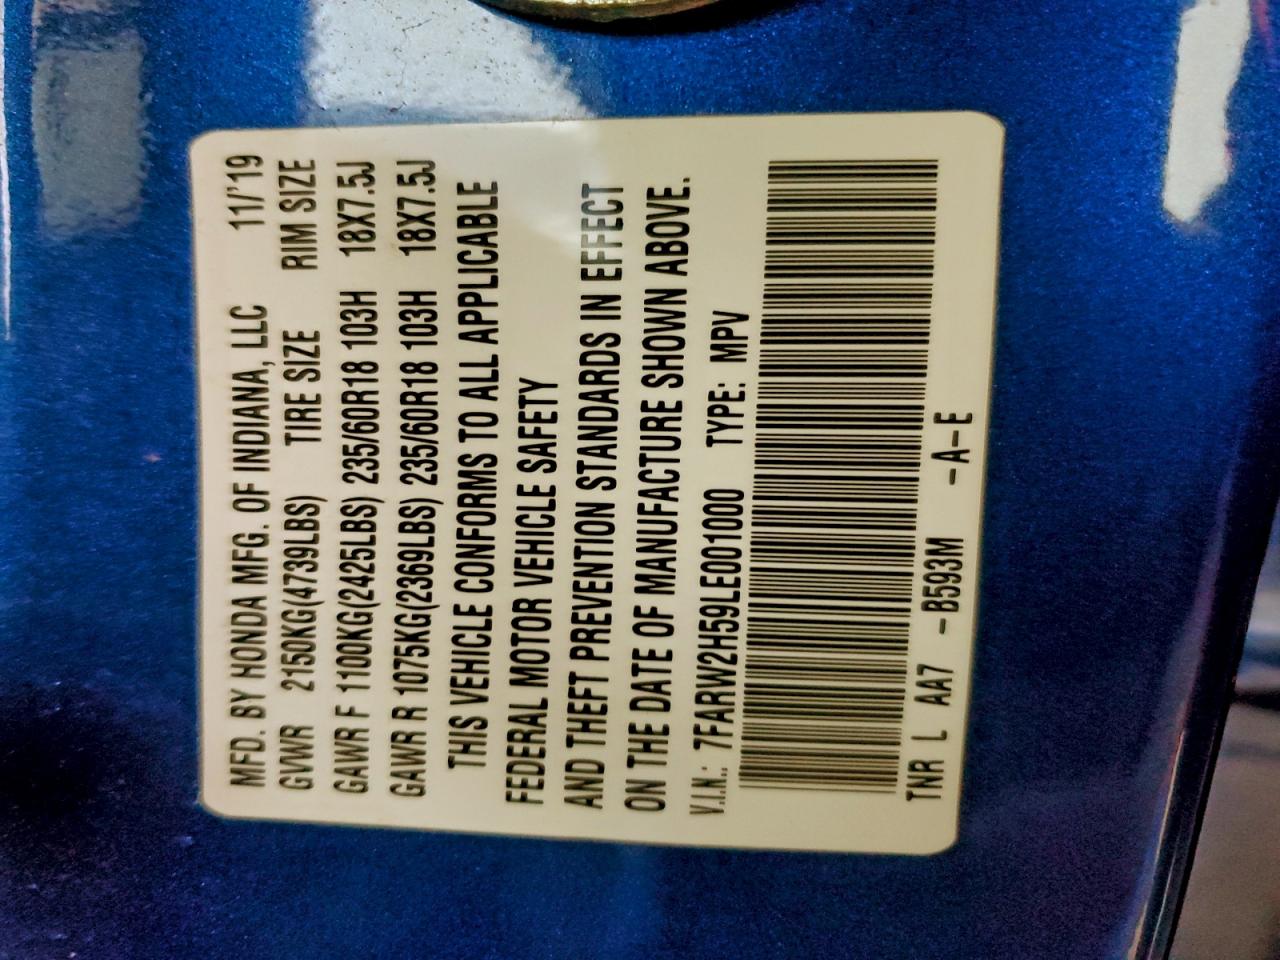 MFD. BY HONDA MFG. OF INDIANA, LLC 11/'19
GVWR 2150KG(4739LBS) TIRE SIZE RIM SIZE
GAWR F 1100KG(2425LBS) 235/60R18 103H 18X7.5J
GAWR R 1075KG(2369LBS) 235/60R18 103H 18X7.5J
THIS VEHICLE CONFORMS TO ALL APPLICABLE
FEDERAL MOTOR VEHICLE SAFETY
AND THEFT PREVENTION STANDARDS IN EFFECT
ON THE DATE OF MANUFACTURE SHOWN ABOVE.
V.I.N.: 7FARW2H59LE001000 TYPE: MPV
TNR L AA7 -B593M -A-E